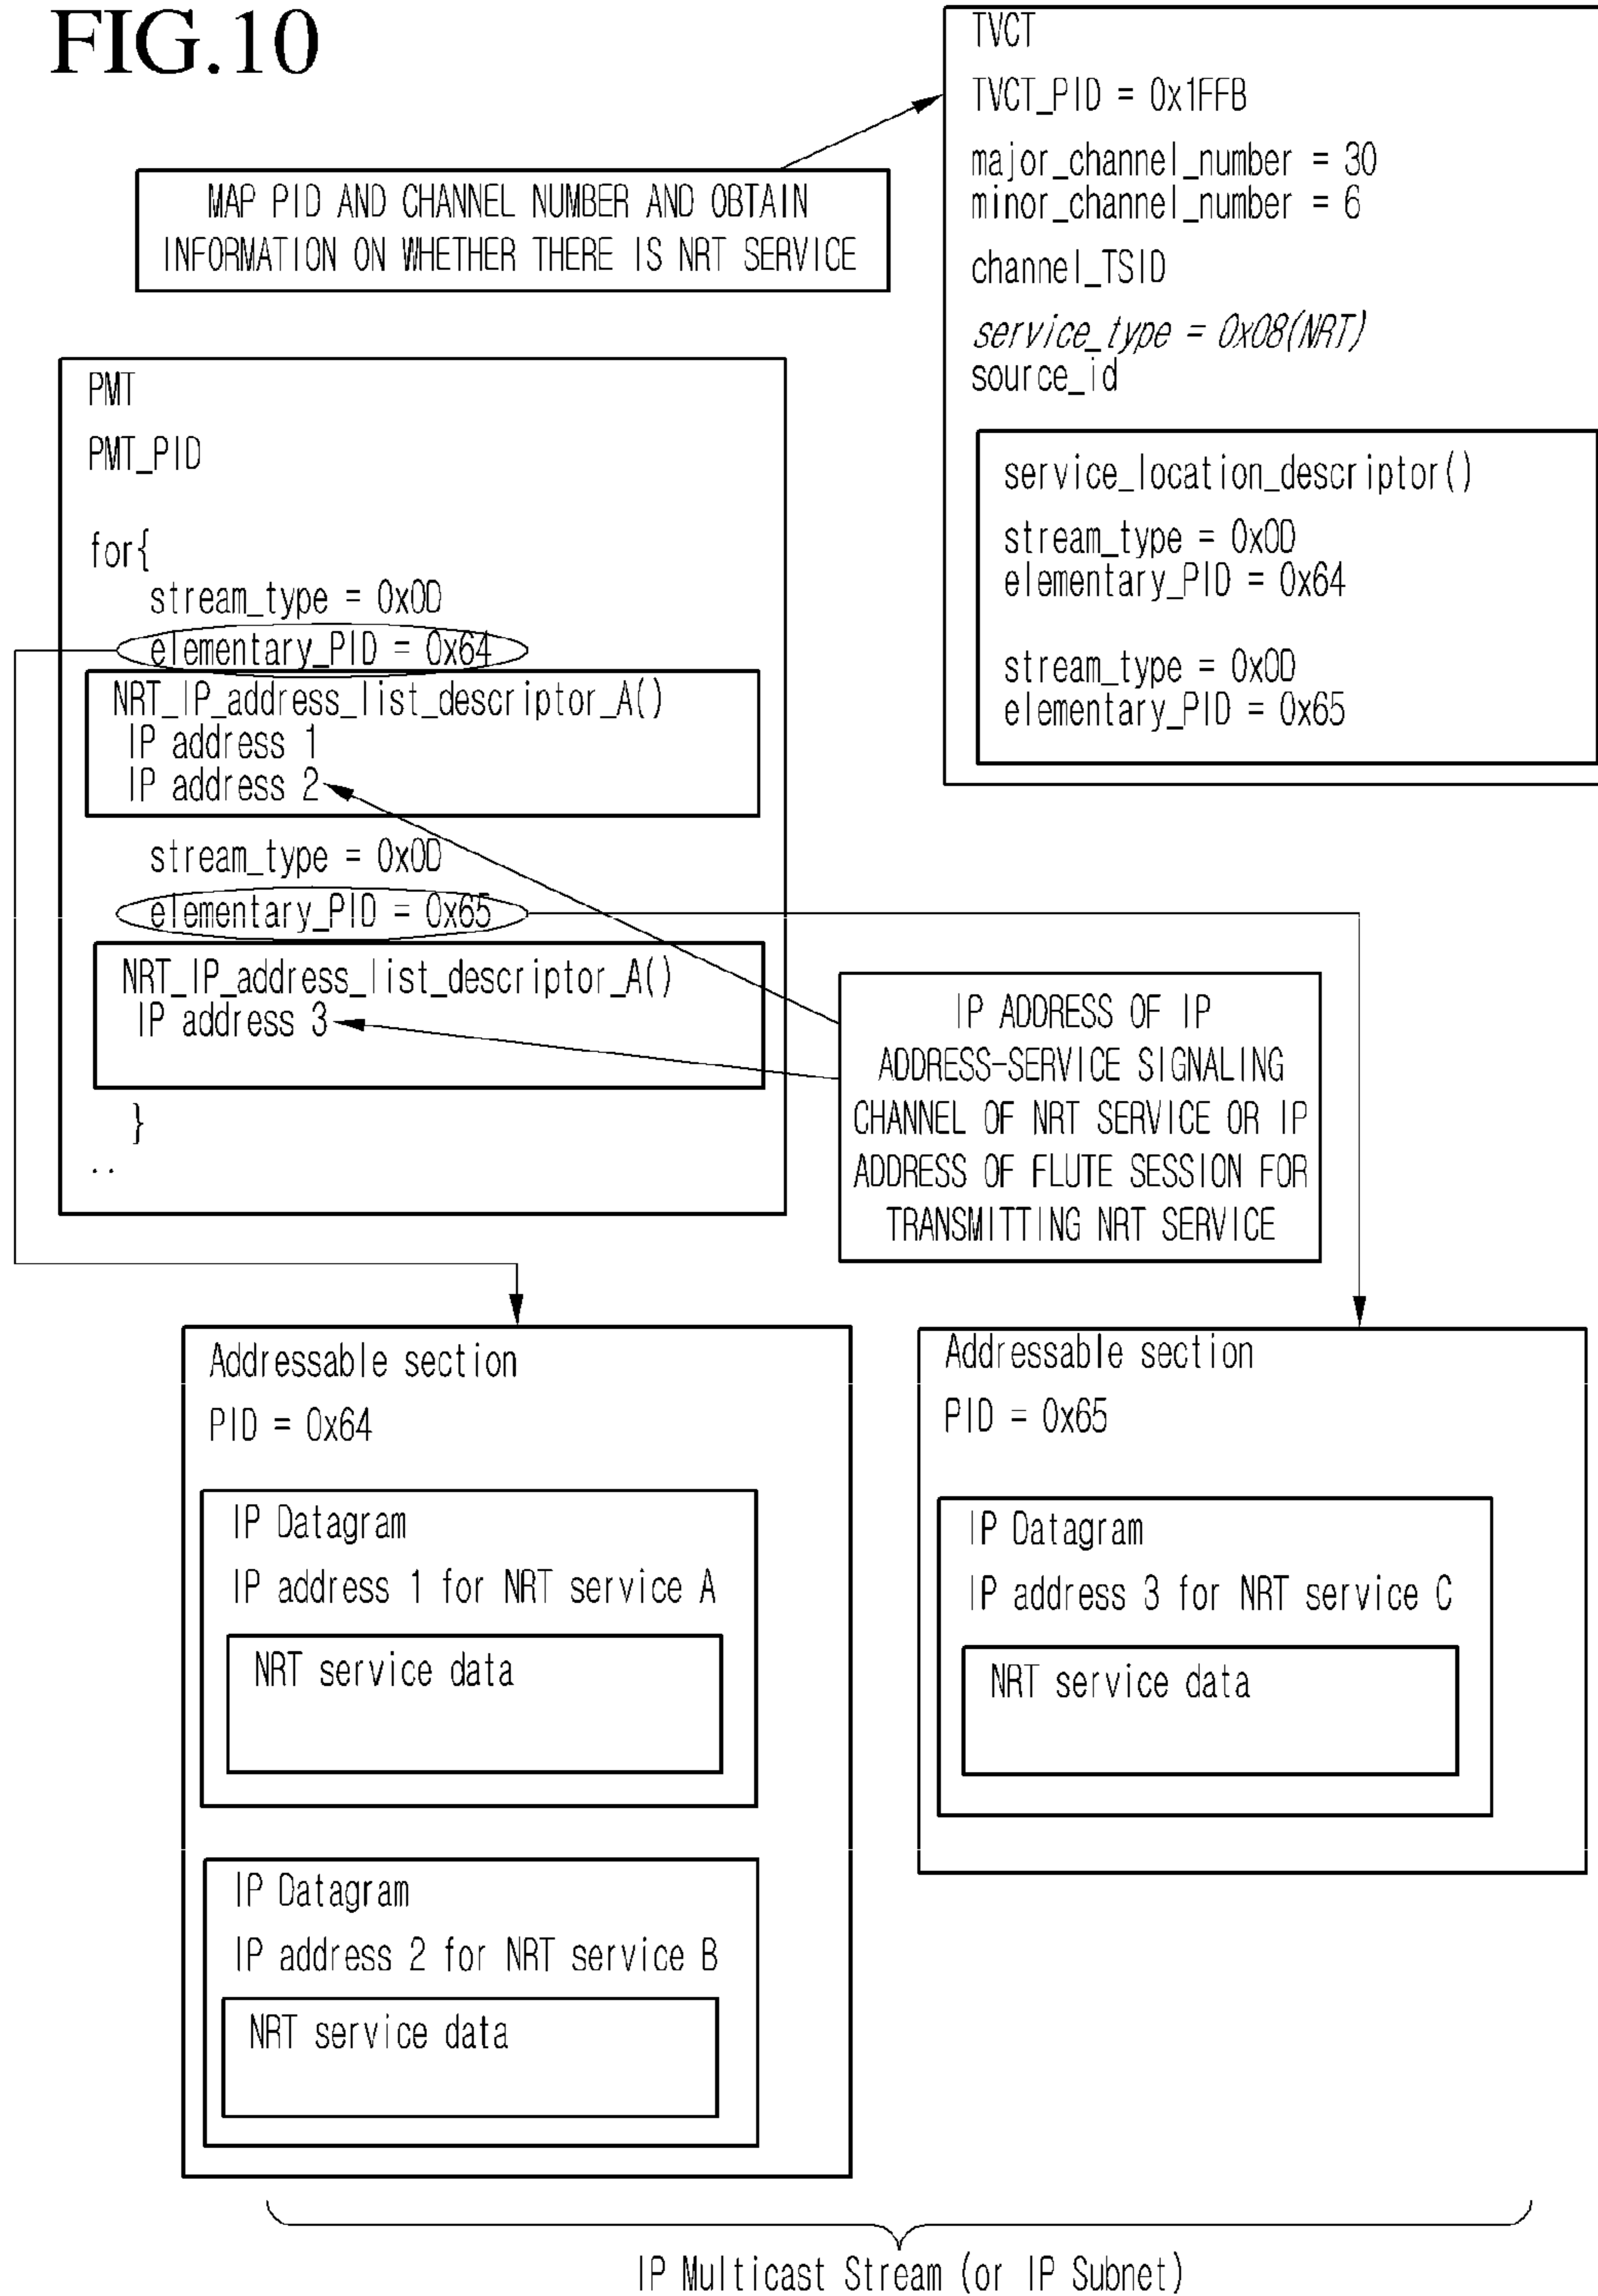 FIG.10
TVCT
TVCT_PID = 0x1FFB
major_channel_number = 30
minor_channel_number = 6
channel_TSID
service_type = 0x08(NRT)
source_id
service_location_descriptor()
stream_type = 0x0D
elementary_PID = 0x64
stream_type = 0x0D
elementary_PID = 0x65
MAP PID AND CHANNEL NUMBER AND OBTAIN
INFORMATION ON WHETHER THERE IS NRT SERVICE
PMT
PMT_PID
for{
stream_type = 0x0D
elementary_PID = 0x64
NRT_IP_address_list_descriptor_A()
IP address 1
IP address 2
stream_type = 0x0D
elementary_PID = 0x65
NRT_IP_address_list_descriptor_A()
IP address 3
}
..
IP ADDRESS OF IP
ADDRESS-SERVICE SIGNALING
CHANNEL OF NRT SERVICE OR IP
ADDRESS OF FLUTE SESSION FOR
TRANSMITTING NRT SERVICE
Addressable section
PID = 0x64
IP Datagram
IP address 1 for NRT service A
NRT service data
IP Datagram
IP address 2 for NRT service B
NRT service data
Addressable section
PID = 0x65
IP Datagram
IP address 3 for NRT service C
NRT service data
IP Multicast Stream (or IP Subnet)